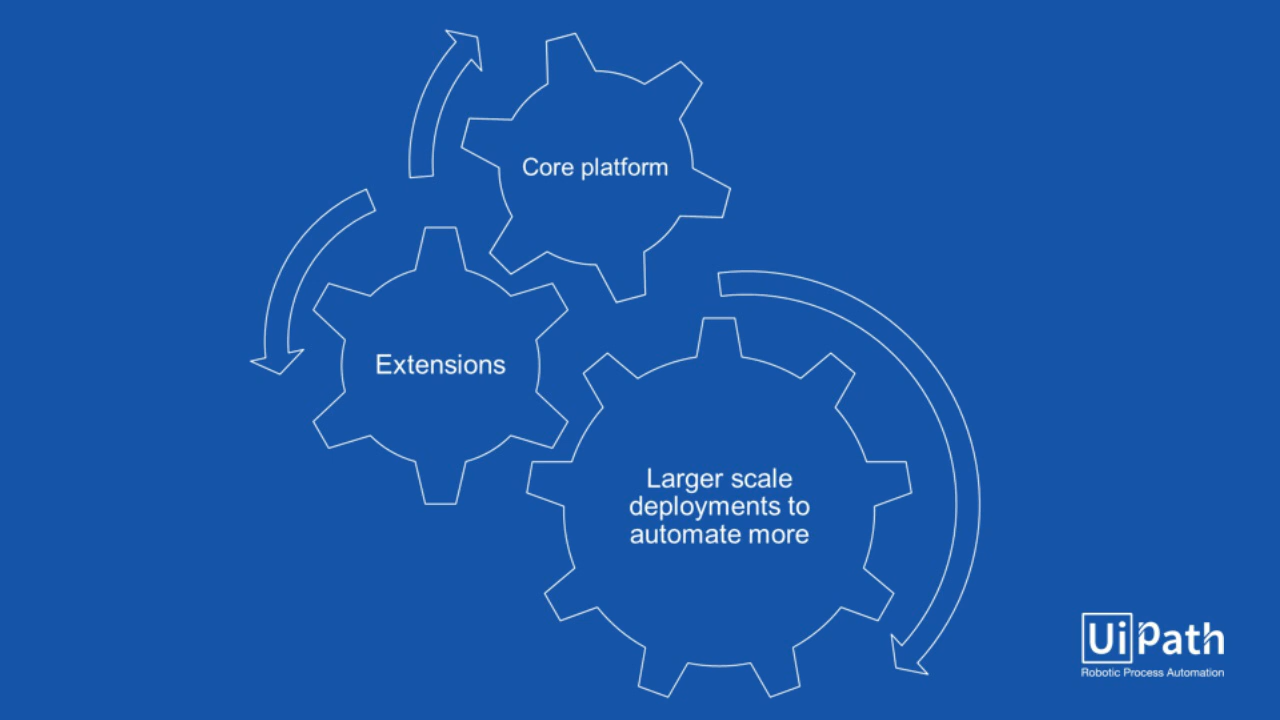 Core platform
Extensions
Larger scale
deployments to
automate more
UiPath
Robotic Process Automation